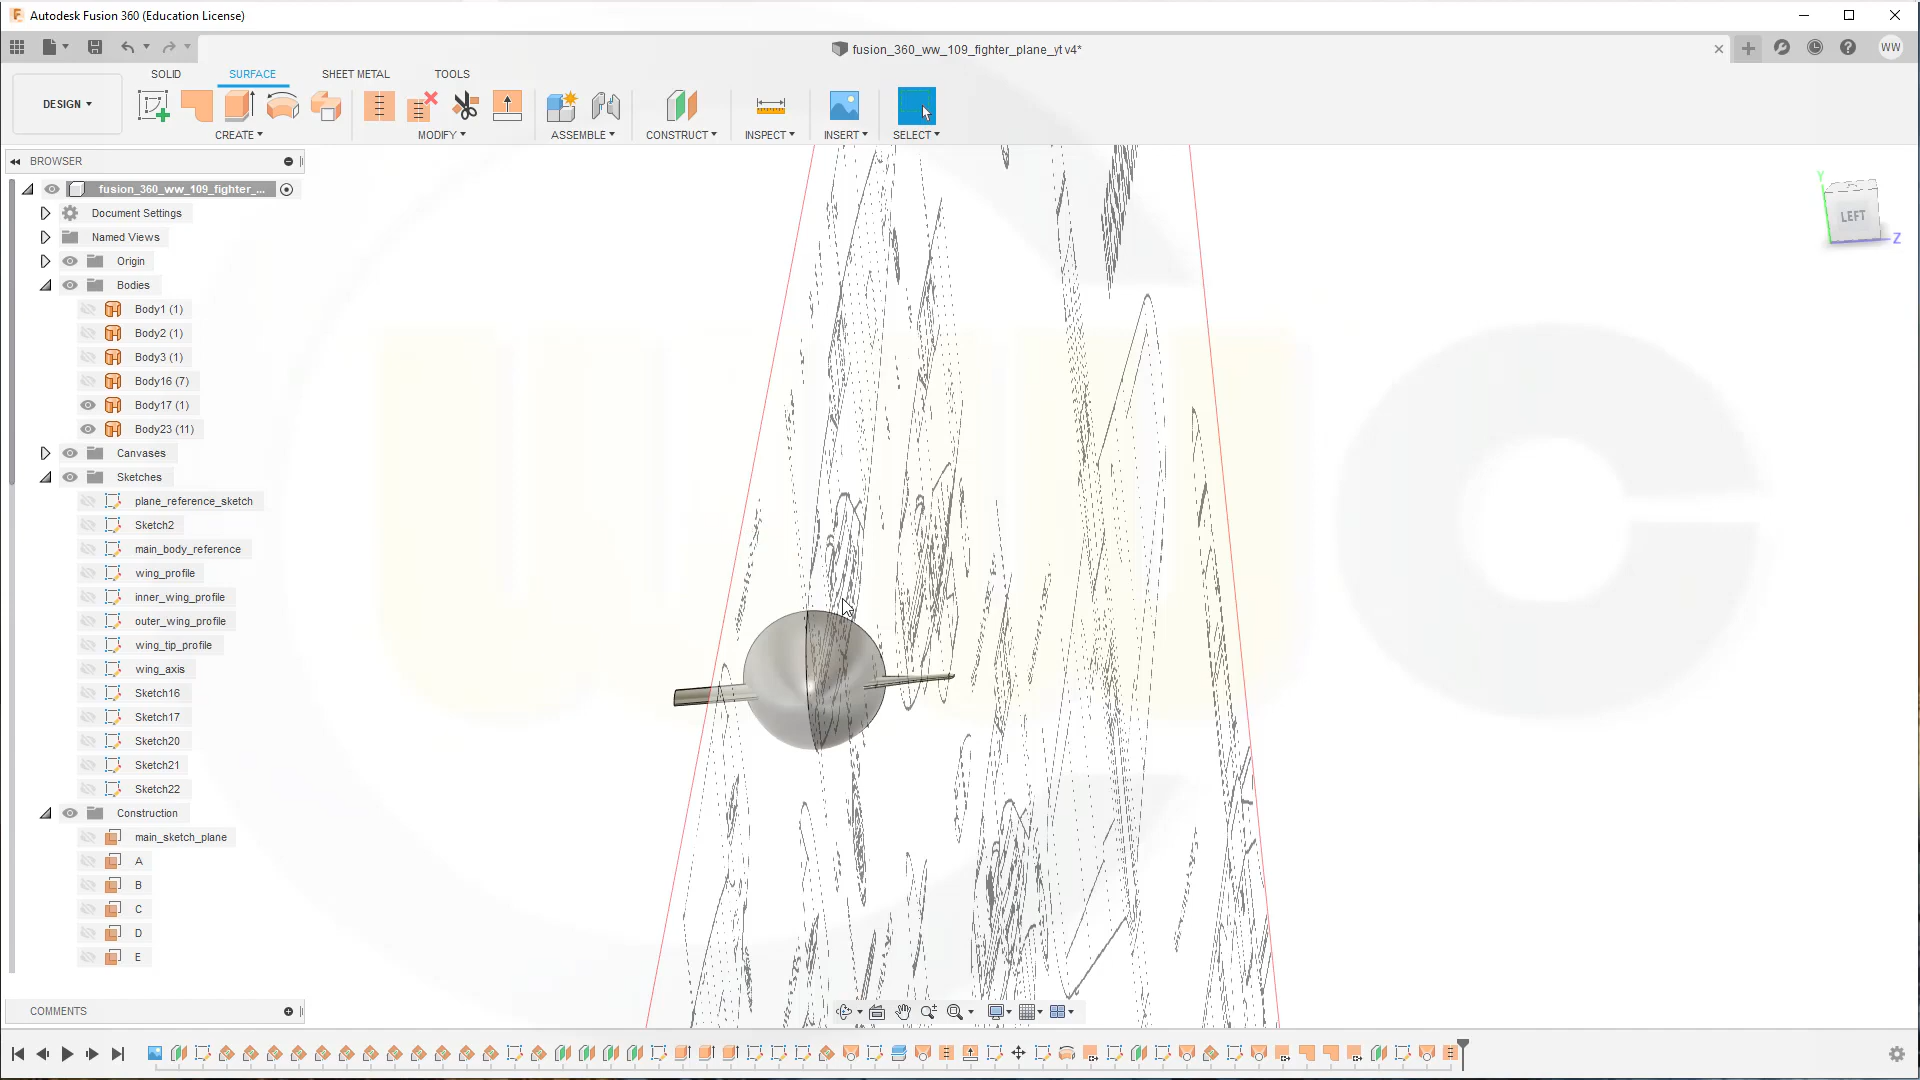 Autodesk Fusion 360 (Education License)
fusion_360_ww_109_fighter_plane_yt v4*
WW
DESIGN
SOLID
SURFACE
SHEET METAL
TOOLS
CREATE
MODIFY
ASSEMBLE
CONSTRUCT
INSPECT
INSERT
SELECT
BROWSER
fusion_360_ww_109_fighter_...
Document Settings
Named Views
Origin
Bodies
Body1 (1)
Body2 (1)
Body3 (1)
Body16 (7)
Body17 (1)
Body23 (11)
Canvases
Sketches
plane_reference_sketch
Sketch2
main_body_reference
wing_profile
inner_wing_profile
outer_wing_profile
wing_tip_profile
wing_axis
Sketch16
Sketch17
Sketch20
Sketch21
Sketch22
Construction
main_sketch_plane
A
B
C
D
E
COMMENTS
Y
LEFT
Z